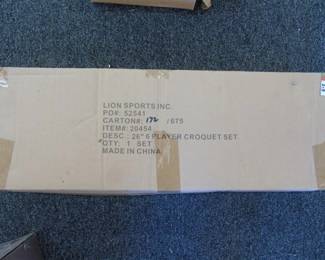 LION SPORTS INC.
PO#: 52541
CARTON#: 172 /675
ITEM#: 20454
DESC.: 26" 6 PLAYER CROQUET SET
QTY: 1 SET
MADE IN CHINA